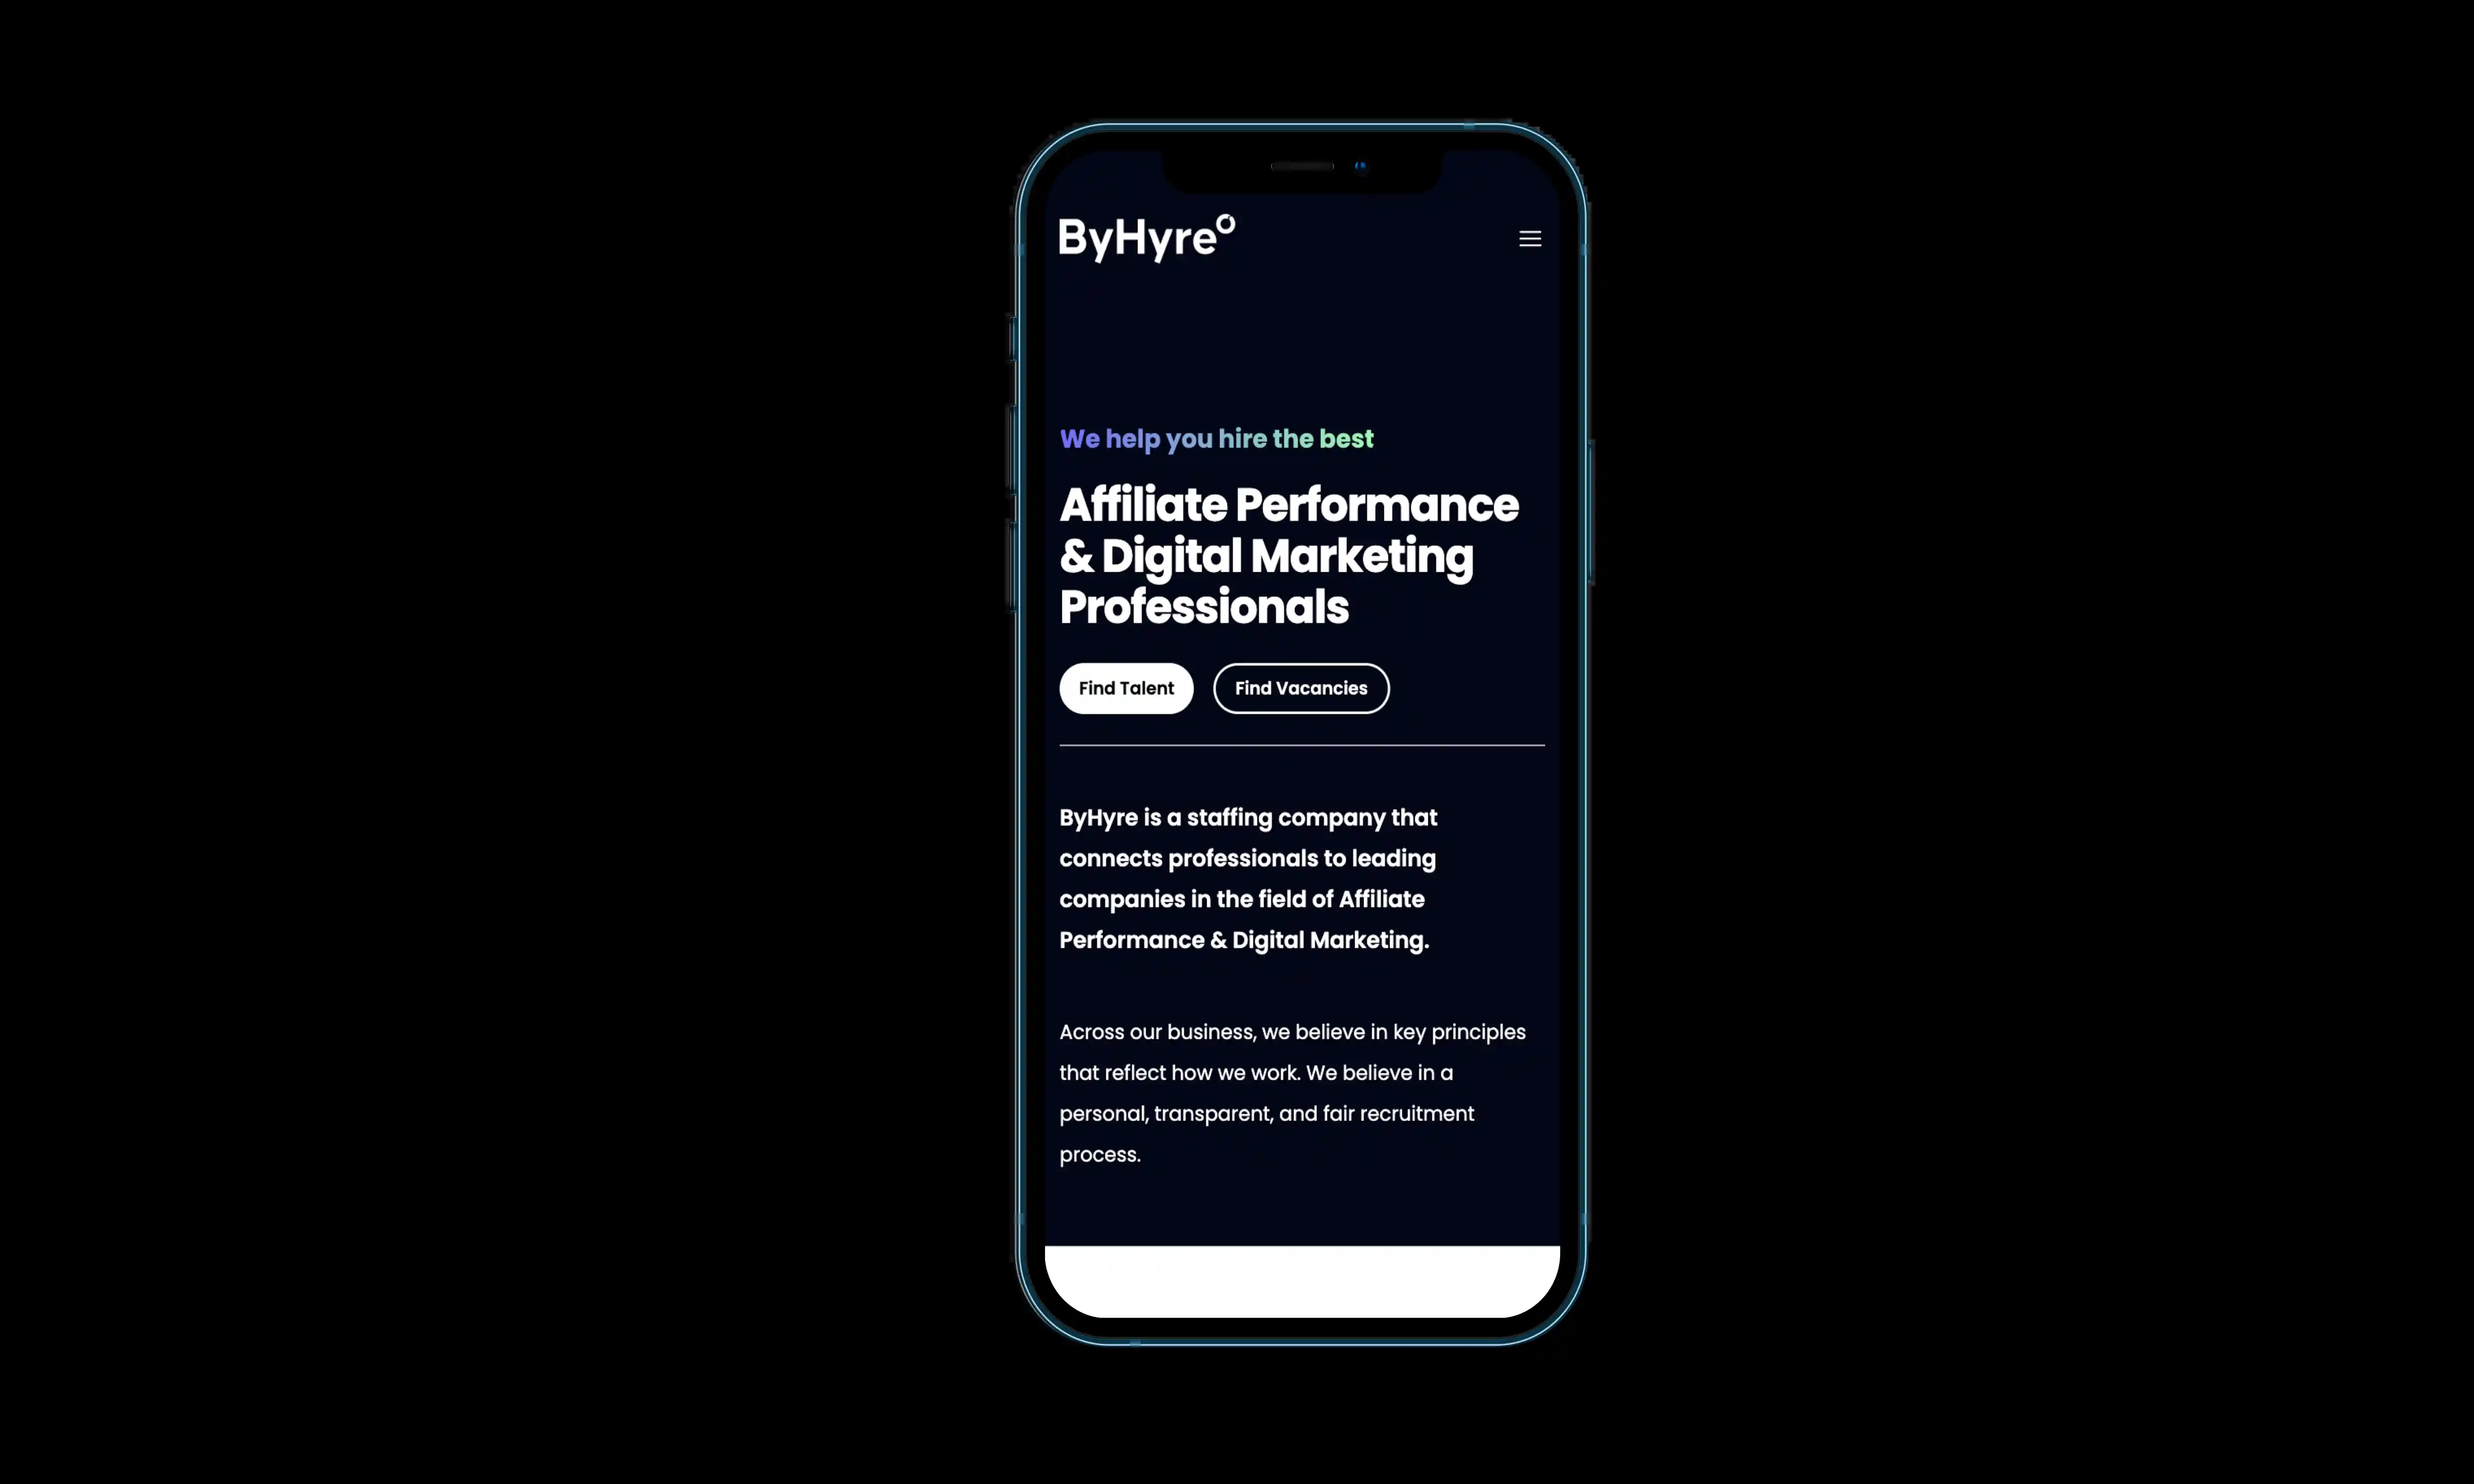 ByHyre
We help you hire the best
Affiliate Performance
& Digital Marketing
Professionals
Find Talent
Find Vacancies
ByHyre is a staffing company that
connects professionals to leading
companies in the field of Affiliate
Performance & Digital Marketing.
Across our business, we believe in key principles
that reflect how we work. We believe in a
personal, transparent, and fair recruitment
process.